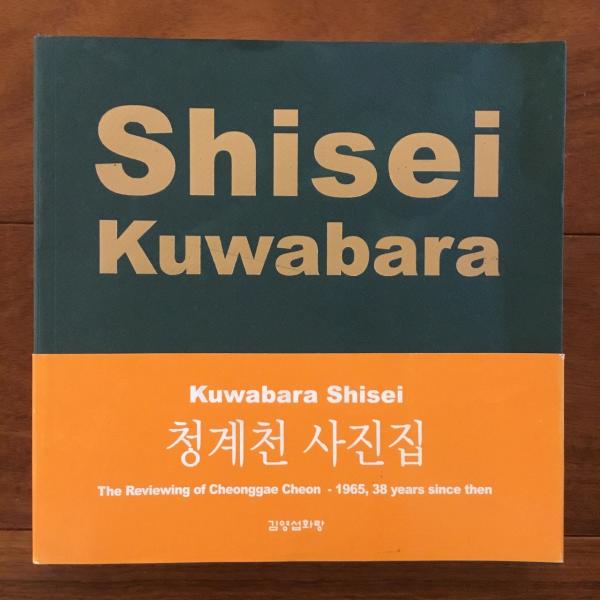 Shisei
Kuwabara
Kuwabara Shisei
청계천 사진집
The Reviewing of Cheonggae Cheon - 1965, 38 years since then
김영섭화랑